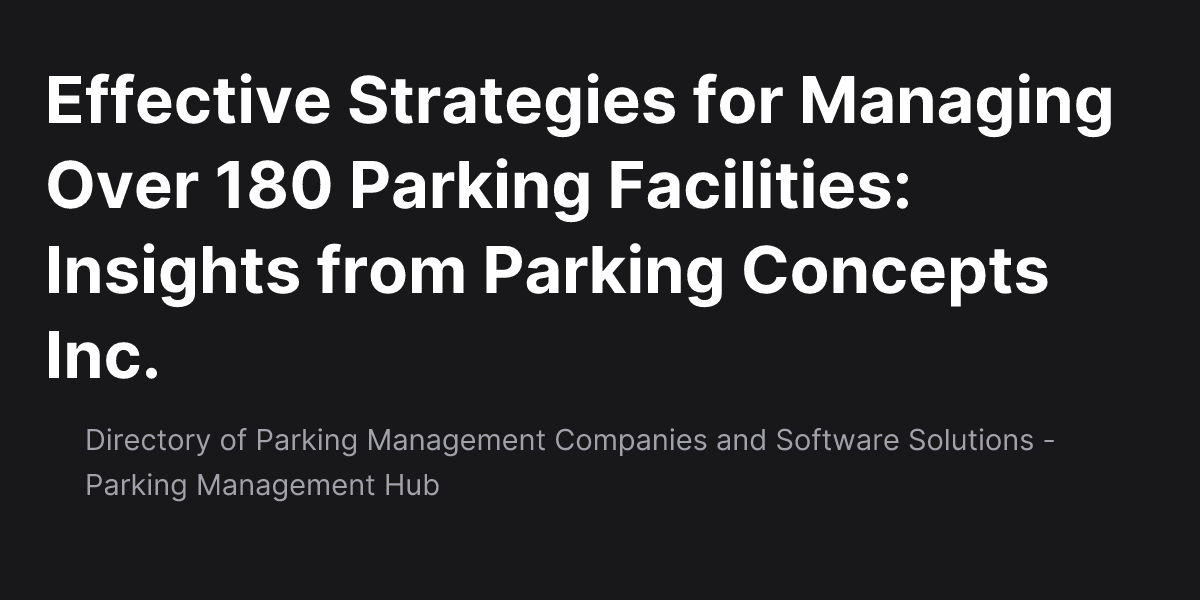 Effective Strategies for Managing
Over 180 Parking Facilities:
Insights from Parking Concepts
Inc.
Directory of Parking Management Companies and Software Solutions -
Parking Management Hub